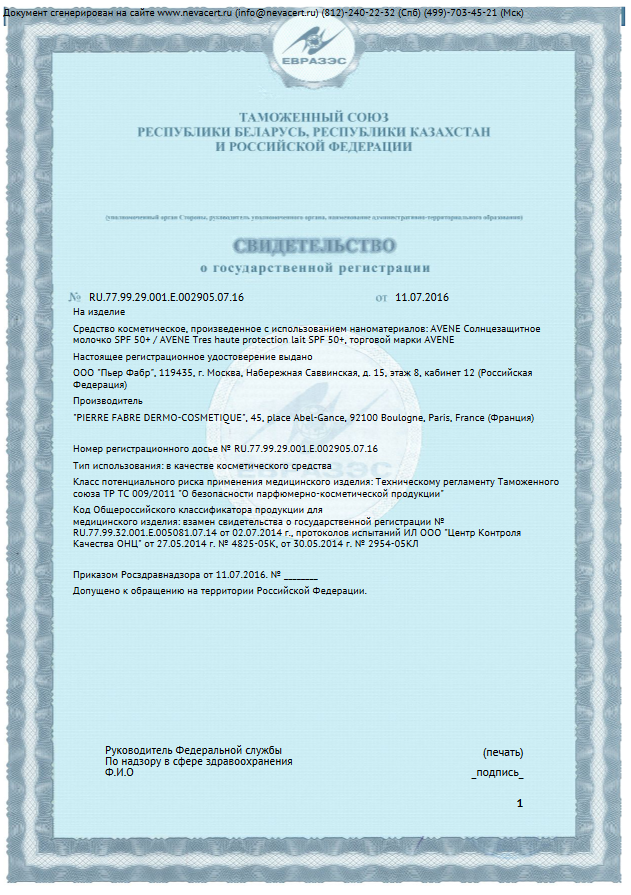 Документ сгенерирован на сайте www.nevacert.ru (info@nevacert.ru) (812)-240-22-32 (Спб) (499)-703-45-21 (Мск)
ЕВРАЗЭС
ТАМОЖЕННЫЙ СОЮЗ
РЕСПУБЛИКИ БЕЛАРУСЬ, РЕСПУБЛИКИ КАЗАХСТАН
И РОССИЙСКОЙ ФЕДЕРАЦИИ
(уполномоченный орган Стороны, руководитель уполномоченного органа, наименование административно-территориального образования)
СВИДЕТЕЛЬСТВО
о государственной регистрации
№ RU.77.99.29.001.E.002905.07.16 от 11.07.2016
На изделие
Средство косметическое, произведенное с использованием наноматериалов: AVENE Солнцезащитное
молочко SPF 50+ / AVENE Tres haute protection lait SPF 50+, торговой марки AVENE
Настоящее регистрационное удостоверение выдано
ООО "Пьер Фабр", 119435, г. Москва, Набережная Саввинская, д. 15, этаж 8, кабинет 12 (Российская
Федерация)
Производитель
"PIERRE FABRE DERMO-COSMETIQUE", 45, place Abel-Gance, 92100 Boulogne, Paris, France (Франция)
Номер регистрационного досье № RU.77.99.29.001.E.002905.07.16
Тип использования: в качестве косметического средства
Класс потенциального риска применения медицинского изделия: Техническому регламенту Таможенного
союза ТР ТС 009/2011 "О безопасности парфюмерно-косметической продукции"
Код Общероссийского классификатора продукции для
медицинского изделия: взамен свидетельства о государственной регистрации №
RU.77.99.32.001.E.005081.07.14 от 02.07.2014 г., протоколов испытаний ИЛ ООО "Центр Контроля
Качества ОНЦ" от 27.05.2014 г. № 4825-05К, от 30.05.2014 г. № 2954-05КЛ
ЕВРАЗЭС
Приказом Росздравнадзора от 11.07.2016. № ________
Допущено к обращению на территории Российской Федерации.
Руководитель Федеральной службы
По надзору в сфере здравоохранения
Ф.И.О
(печать)
_подпись_
1